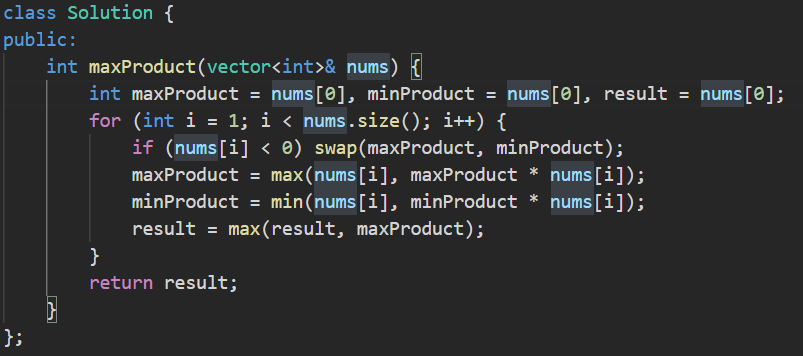 class Solution {
public:
    int maxProduct(vector<int>& nums) {
        int maxProduct = nums[0], minProduct = nums[0], result = nums[0];
        for (int i = 1; i < nums.size(); i++) {
            if (nums[i] < 0) swap(maxProduct, minProduct);
            maxProduct = max(nums[i], maxProduct * nums[i]);
            minProduct = min(nums[i], minProduct * nums[i]);
            result = max(result, maxProduct);
        }
        return result;
    }
};